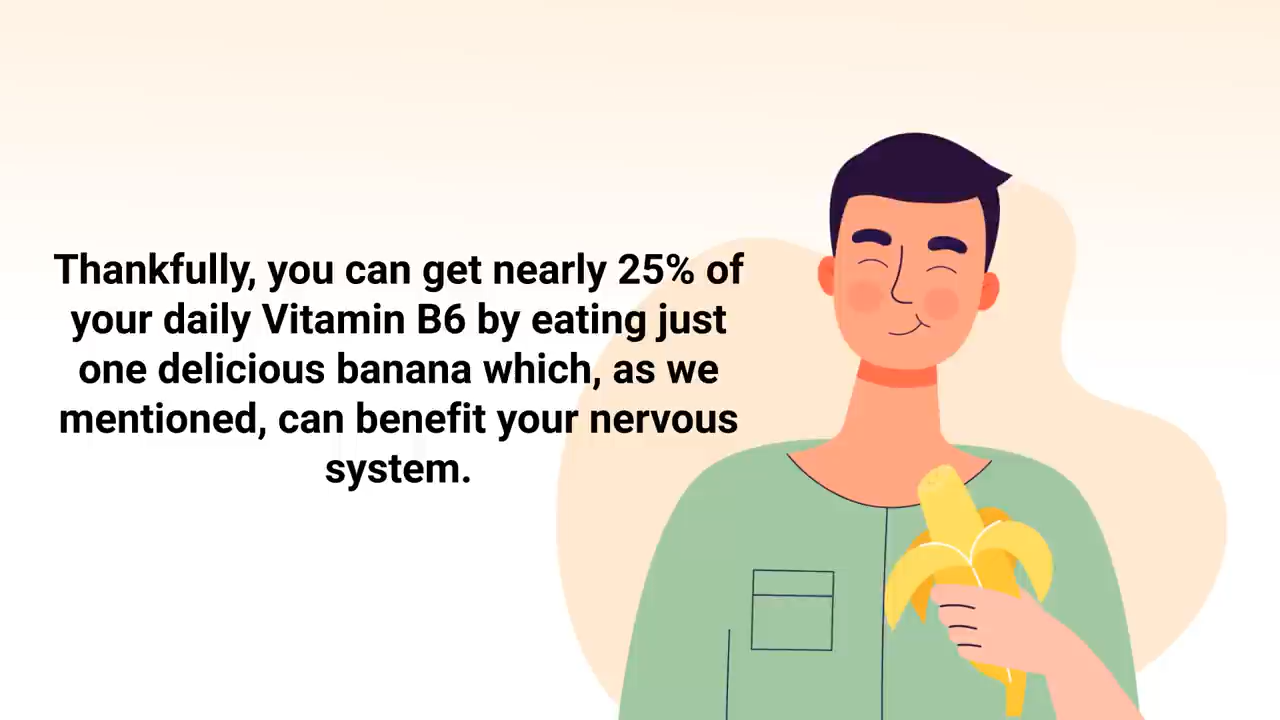 Thankfully, you can get nearly 25% of
your daily Vitamin B6 by eating just
one delicious banana which, as we
mentioned, can benefit your nervous
system.